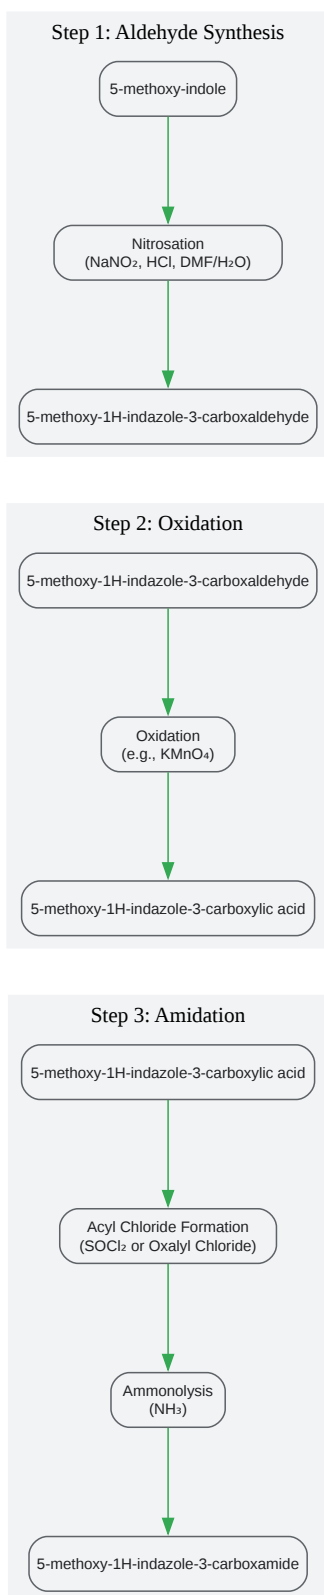 Step 1: Aldehyde Synthesis
5-methoxy-indole
Nitrosation
(NaNO₂, HCl, DMF/H₂O)
5-methoxy-1H-indazole-3-carboxaldehyde
Step 2: Oxidation
5-methoxy-1H-indazole-3-carboxaldehyde
Oxidation
(e.g., KMnO₄)
5-methoxy-1H-indazole-3-carboxylic acid
Step 3: Amidation
5-methoxy-1H-indazole-3-carboxylic acid
Acyl Chloride Formation
(SOCl₂ or Oxalyl Chloride)
Ammonolysis
(NH₃)
5-methoxy-1H-indazole-3-carboxamide